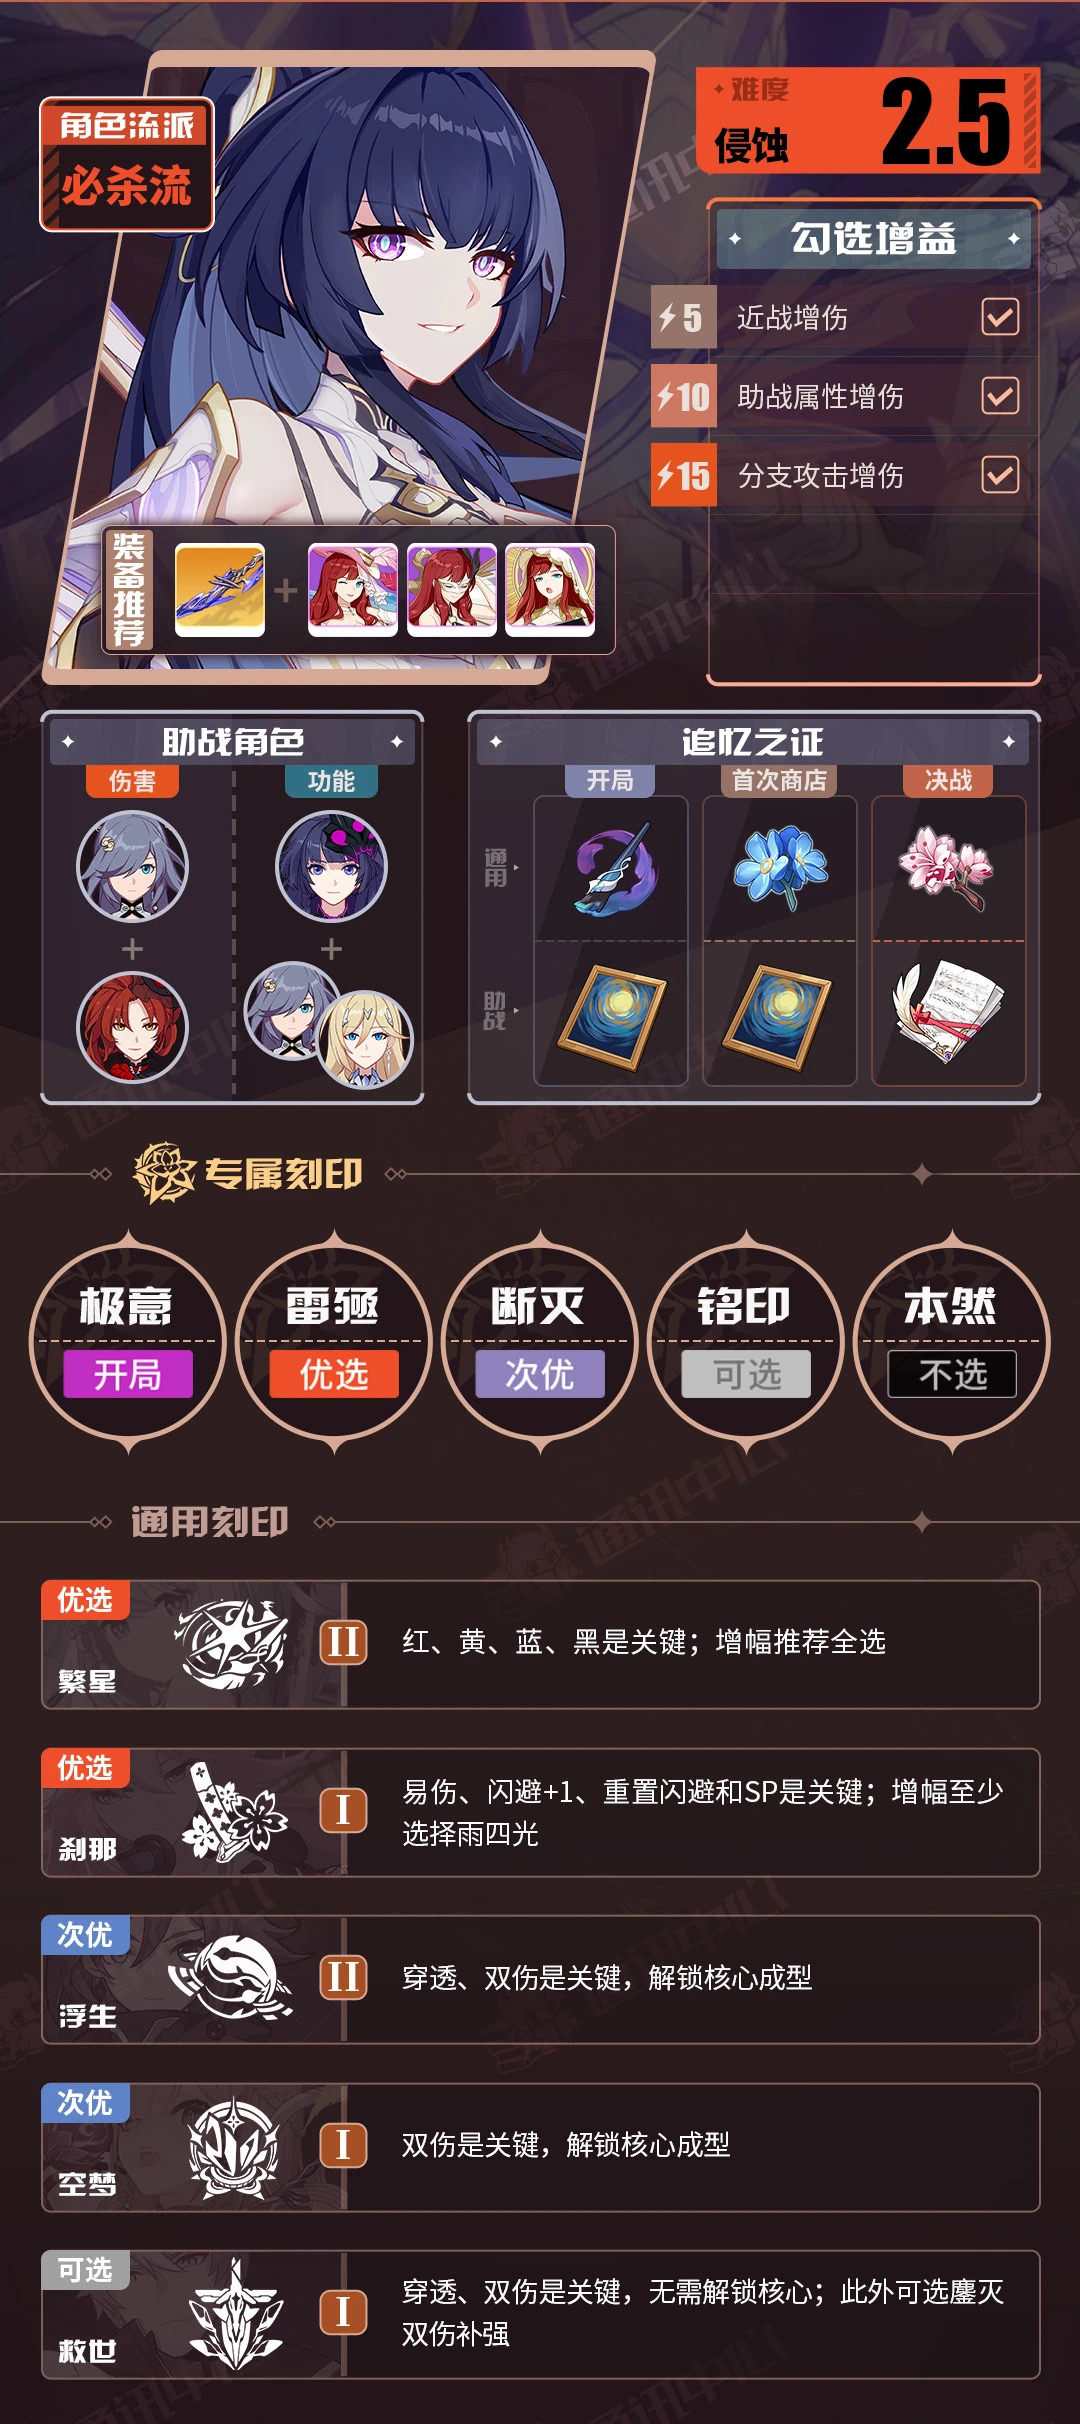 角色流派
必杀流
难度
侵蚀
2.5
勾选增益
5 近战增伤
10 助战属性增伤
15 分支攻击增伤
装备推荐
助战角色
伤害 功能
追忆之证
开局 首次商店 决战
通用
助战
专属刻印
极意 雷殛 断灭 铭印 本然
开局 优选 次优 可选 不选
通用刻印
优选
繁星
II
红、黄、蓝、黑是关键；增幅推荐全选
优选
刹那
I
易伤、闪避+1、重置闪避和SP是关键；增幅至少
选择雨四光
次优
浮生
II
穿透、双伤是关键，解锁核心成型
次优
空梦
I
双伤是关键，解锁核心成型
可选
救世
I
穿透、双伤是关键，无需解锁核心；此外可选鏖灭
双伤补强
通讯中心